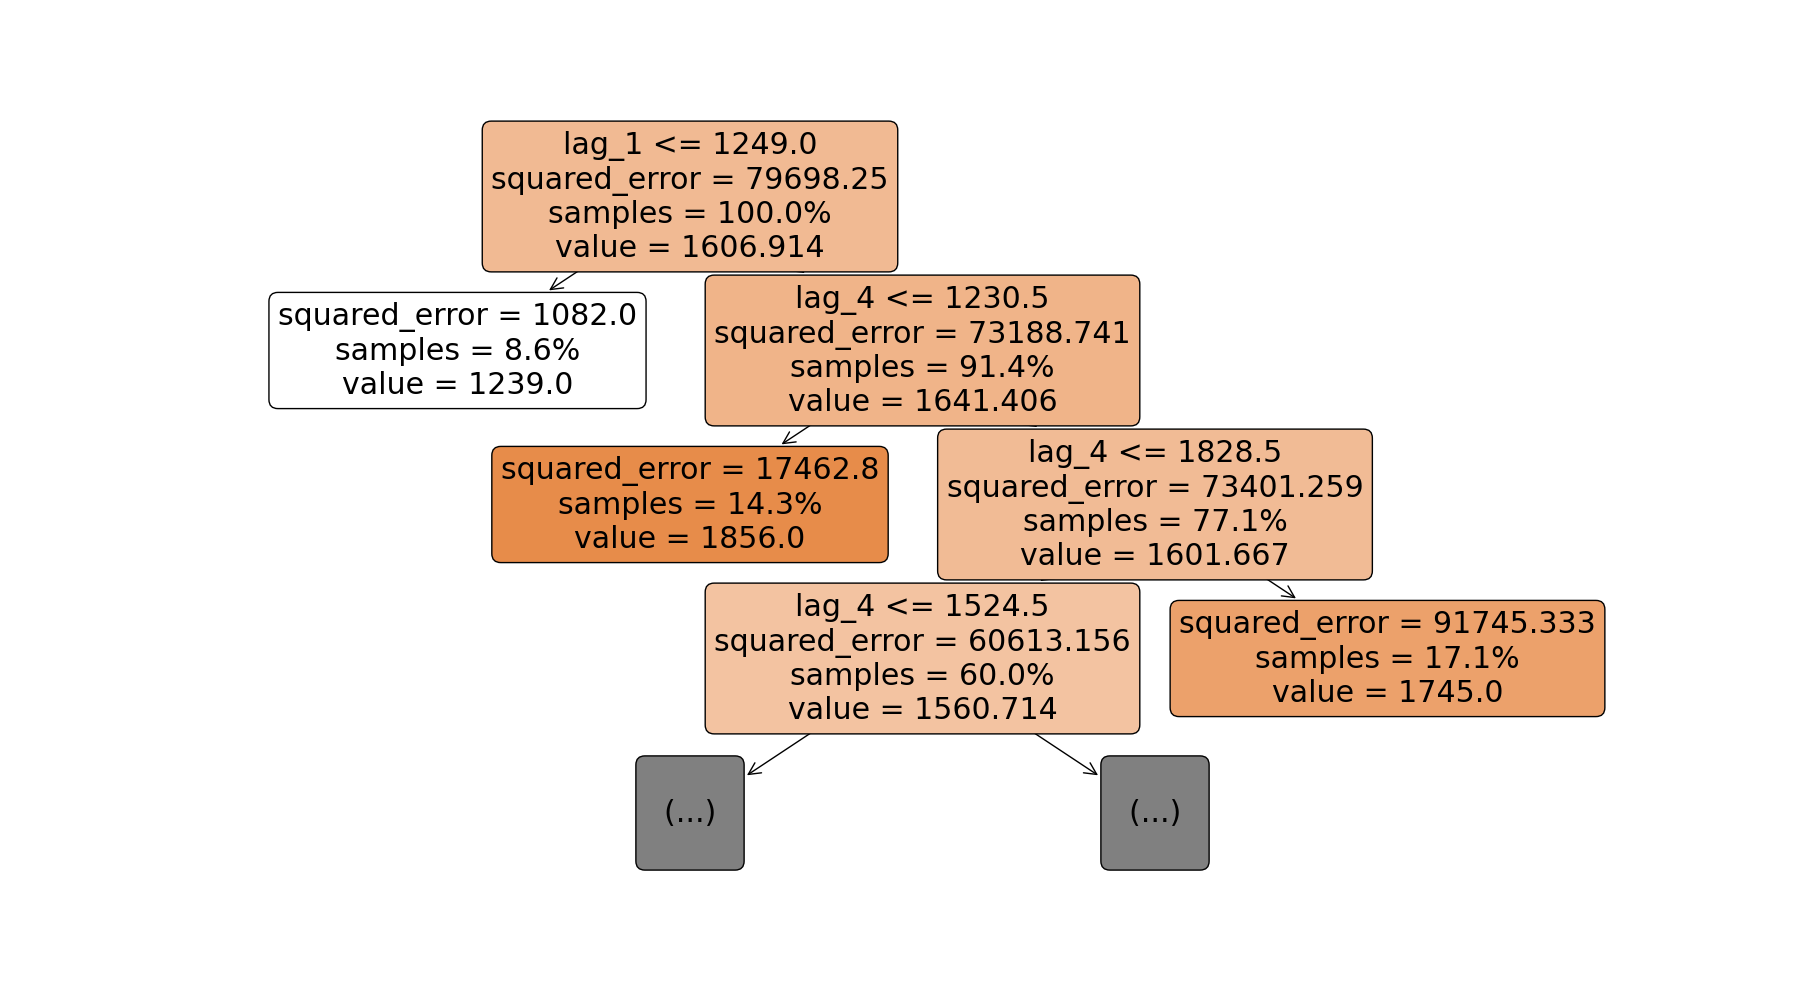 lag_1 <= 1249.0
squared_error = 79698.25
samples = 100.0%
value = 1606.914
squared_error = 1082.0
samples = 8.6%
value = 1239.0
lag_4 <= 1230.5
squared_error = 73188.741
samples = 91.4%
value = 1641.406
squared_error = 17462.8
samples = 14.3%
value = 1856.0
lag_4 <= 1828.5
squared_error = 73401.259
samples = 77.1%
value = 1601.667
lag_4 <= 1524.5
squared_error = 60613.156
samples = 60.0%
value = 1560.714
squared_error = 91745.333
samples = 17.1%
value = 1745.0
(...)
(...)